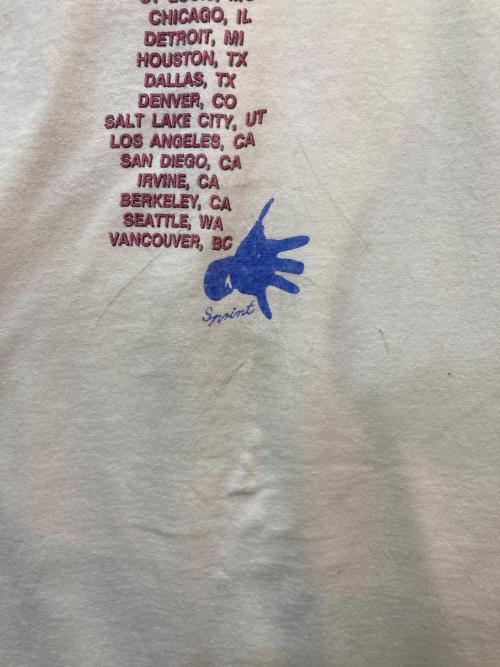 CHICAGO, IL
DETROIT, MI
HOUSTON, TX
DALLAS, TX
DENVER, CO
SALT LAKE CITY, UT
LOS ANGELES, CA
SAN DIEGO, CA
IRVINE, CA
BERKELEY, CA
SEATTLE, WA
VANCOUVER, BC
Sprint